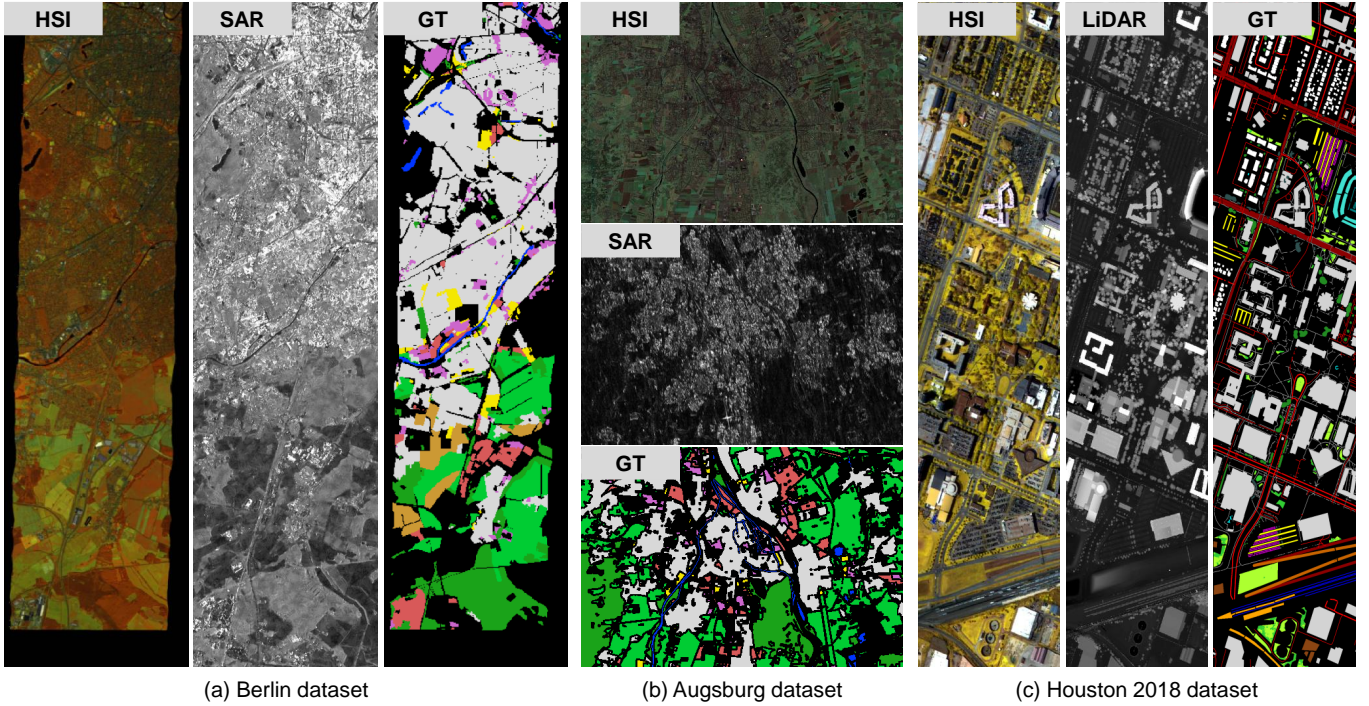 HSI
SAR
GT
HSI
SAR
GT
HSI
LiDAR
GT
(a) Berlin dataset
(b) Augsburg dataset
(c) Houston 2018 dataset